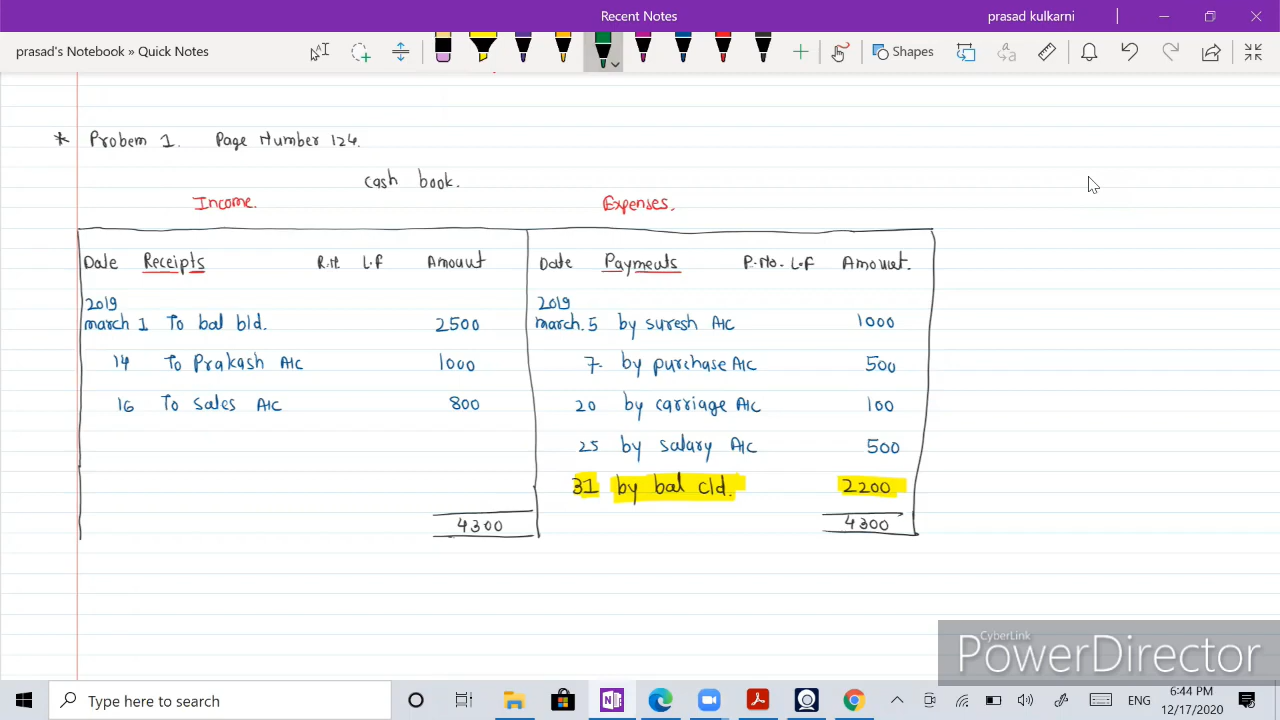 Recent Notes
prasad kulkarni
prasad's Notebook » Quick Notes
Shapes
* Probem 1. Page Number 124.
Cash book.
Income. Expenses.
Date Receipts R.N L.F Amount Date Payments P.No. L.F Amount.
2019 2019
march 1 To bal b/d. 2500 march. 5 by suresh A/c 1000
14 To Prakash A/c 1000 7. by purchase A/c 500
16 To Sales A/c 800 20 by carriage A/c 100
25 by salary A/c 500
31 by bal c/d. 2200
4300 4300
CyberLink
PowerDirector
Type here to search
ENG
6:44 PM
12/17/2020